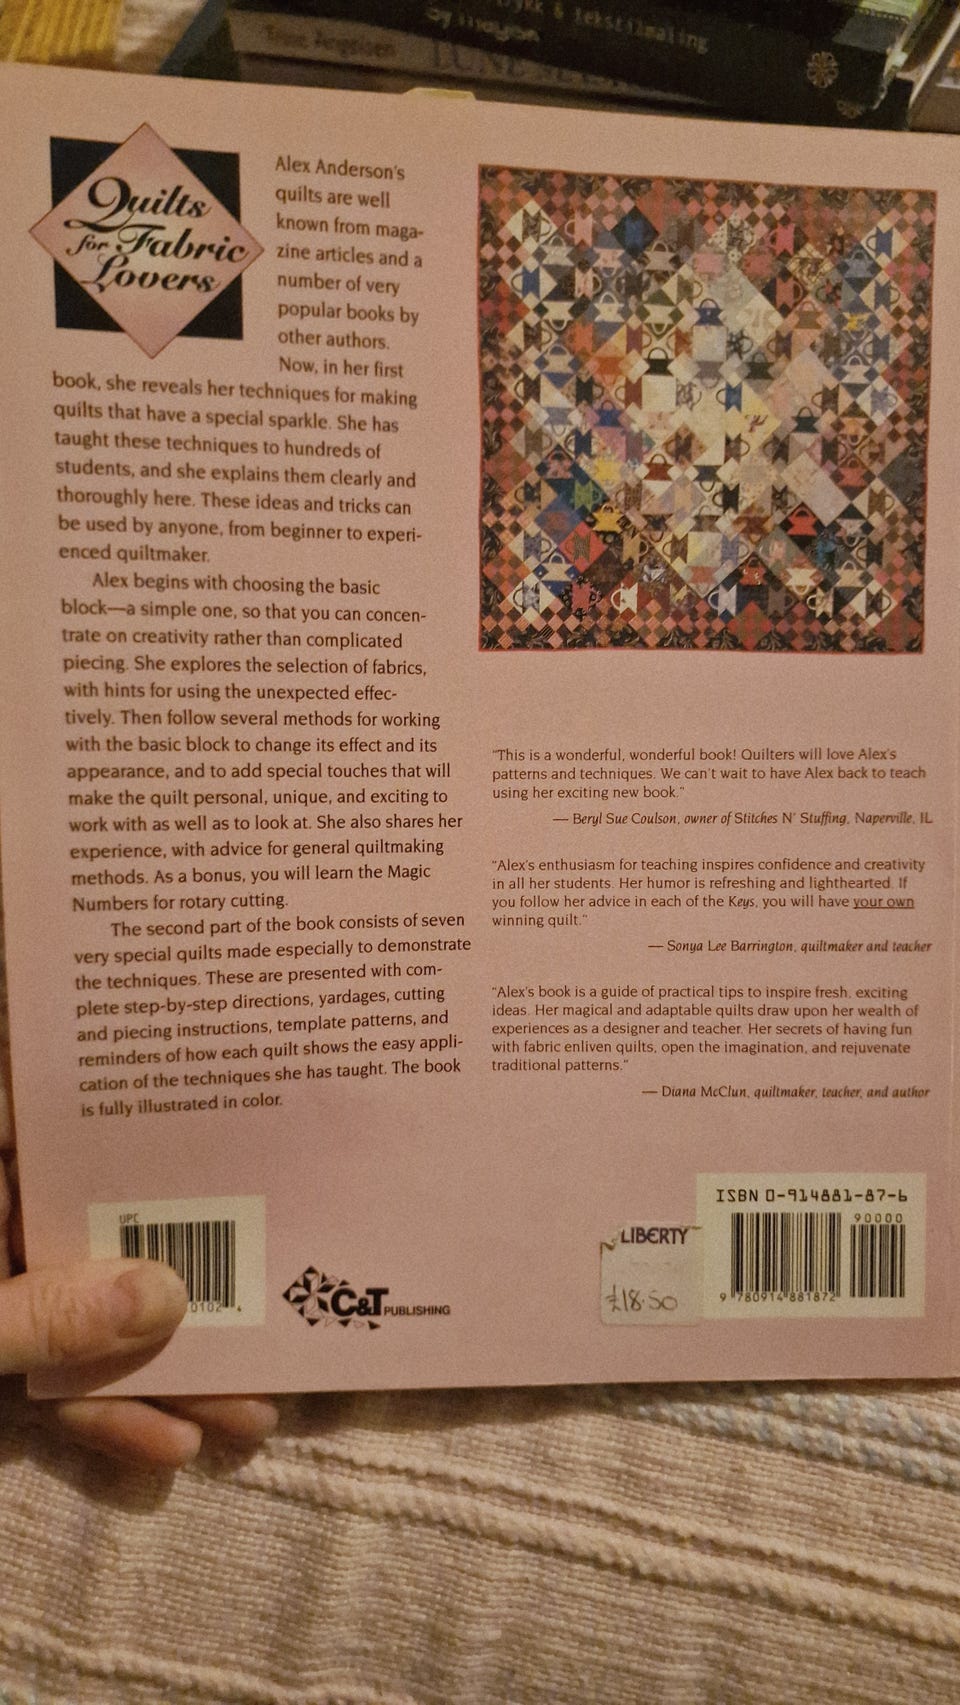 & tekstilmaling
Quilts
for Fabric
Lovers
Alex Anderson's
quilts are well
known from maga-
zine articles and a
number of very
popular books by
other authors.
Now, in her first
book, she reveals her techniques for making
quilts that have a special sparkle. She has
taught these techniques to hundreds of
students, and she explains them clearly and
thoroughly here. These ideas and tricks can
be used by anyone, from beginner to experi-
enced quiltmaker.
Alex begins with choosing the basic
block—a simple one, so that you can concen-
trate on creativity rather than complicated
piecing. She explores the selection of fabrics,
with hints for using the unexpected effec-
tively. Then follow several methods for working
with the basic block to change its effect and its
appearance, and to add special touches that will
make the quilt personal, unique, and exciting to
work with as well as to look at. She also shares her
experience, with advice for general quiltmaking
methods. As a bonus, you will learn the Magic
Numbers for rotary cutting.
The second part of the book consists of seven
very special quilts made especially to demonstrate
the techniques. These are presented with com-
plete step-by-step directions, yardages, cutting
and piecing instructions, template patterns, and
reminders of how each quilt shows the easy appli-
cation of the techniques she has taught. The book
is fully illustrated in color.
"This is a wonderful, wonderful book! Quilters will love Alex's
patterns and techniques. We can't wait to have Alex back to teach
using her exciting new book."
— Beryl Sue Coulson, owner of Stitches N' Stuffing, Naperville, IL
"Alex's enthusiasm for teaching inspires confidence and creativity
in all her students. Her humor is refreshing and lighthearted. If
you follow her advice in each of the Keys, you will have your own
winning quilt."
— Sonya Lee Barrington, quiltmaker and teacher
"Alex's book is a guide of practical tips to inspire fresh, exciting
ideas. Her magical and adaptable quilts draw upon her wealth of
experiences as a designer and teacher. Her secrets of having fun
with fabric enliven quilts, open the imagination, and rejuvenate
traditional patterns."
— Diana McClun, quiltmaker, teacher, and author
UPC
0102 4
C&T PUBLISHING
LIBERTY
£18.50
ISBN 0-914881-87-6
90000
9 780914 881872